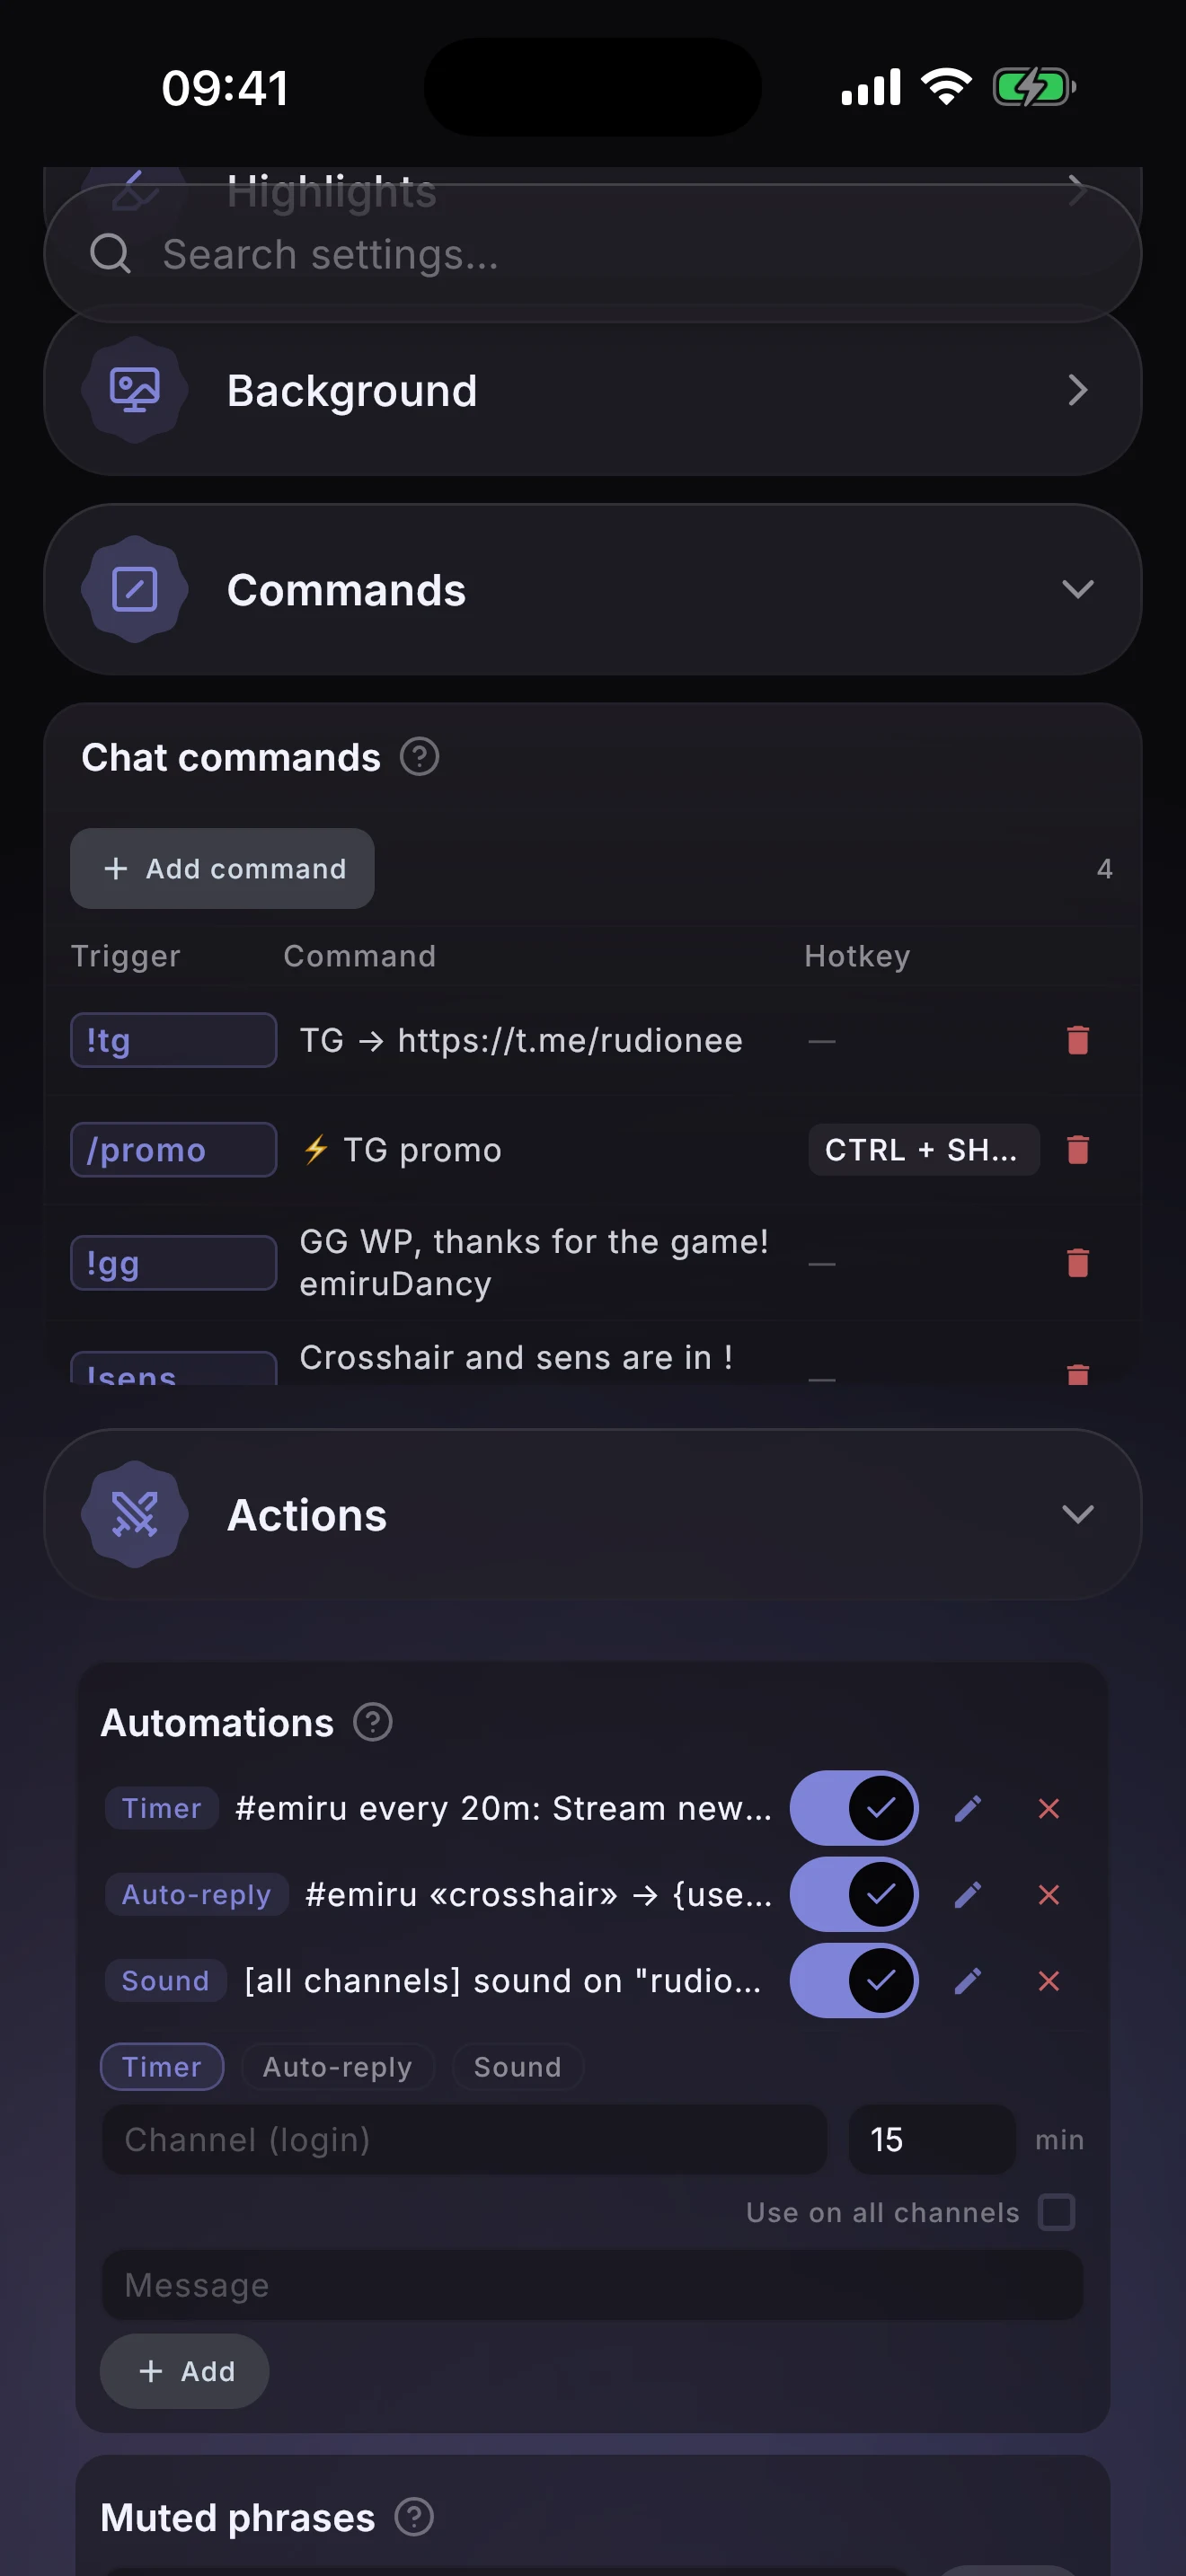 09:41
Highlights
Search settings...
Background
Commands
Chat commands ?
+ Add command 4
Trigger Command Hotkey
!tg TG → https://t.me/rudionee —
/promo ⚡ TG promo CTRL + SH...
!gg GG WP, thanks for the game! —
emiruDancy
!sens Crosshair and sens are in ! —
Actions
Automations ?
Timer #emiru every 20m: Stream new...
Auto-reply #emiru «crosshair» → {use...
Sound [all channels] sound on "rudio...
Timer Auto-reply Sound
Channel (login) 15 min
Use on all channels
Message
+ Add
Muted phrases ?